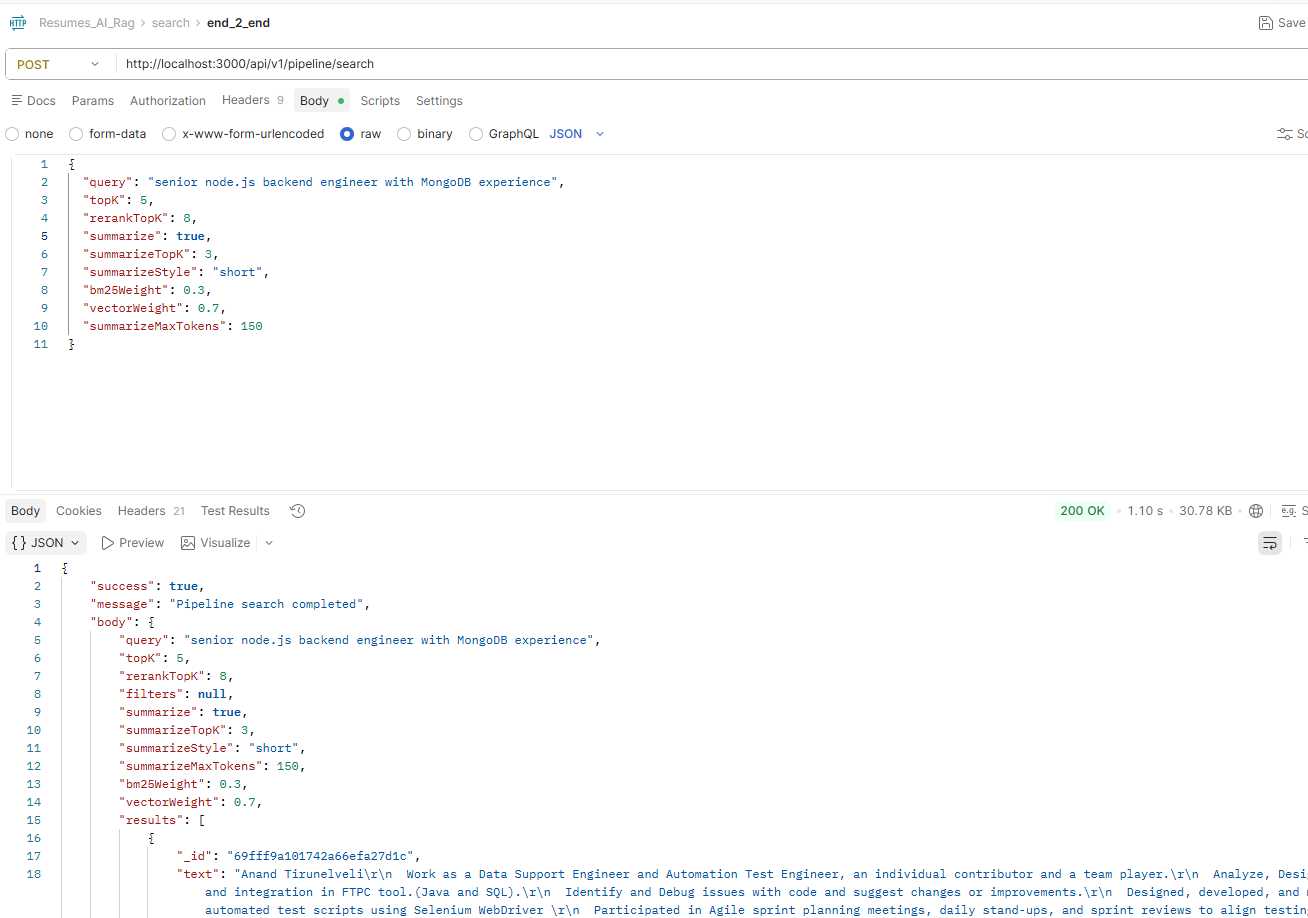 HTTP Resumes_AI_Rag > search > end_2_end Save
POST http://localhost:3000/api/v1/pipeline/search
Docs Params Authorization Headers 9 Body Scripts Settings
none form-data x-www-form-urlencoded raw binary GraphQL JSON
1 {
2 "query": "senior node.js backend engineer with MongoDB experience",
3 "topK": 5,
4 "rerankTopK": 8,
5 "summarize": true,
6 "summarizeTopK": 3,
7 "summarizeStyle": "short",
8 "bm25Weight": 0.3,
9 "vectorWeight": 0.7,
10 "summarizeMaxTokens": 150
11 }
Body Cookies Headers 21 Test Results 200 OK • 1.10 s • 30.78 KB • e.g.
{} JSON Preview Visualize
1 {
2 "success": true,
3 "message": "Pipeline search completed",
4 "body": {
5 "query": "senior node.js backend engineer with MongoDB experience",
6 "topK": 5,
7 "rerankTopK": 8,
8 "filters": null,
9 "summarize": true,
10 "summarizeTopK": 3,
11 "summarizeStyle": "short",
12 "summarizeMaxTokens": 150,
13 "bm25Weight": 0.3,
14 "vectorWeight": 0.7,
15 "results": [
16 {
17 "_id": "69fff9a101742a66efa27d1c",
18 "text": "Anand Tirunelveli\r\n Work as a Data Support Engineer and Automation Test Engineer, an individual contributor and a team player.\r\n Analyze,
and integration in FTPC tool.(Java and SQL).\r\n Identify and Debug issues with code and suggest changes or improvements.\r\n Designed, developed, and
automated test scripts using Selenium WebDriver \r\n Participated in Agile sprint planning meetings, daily stand-ups, and sprint reviews to align